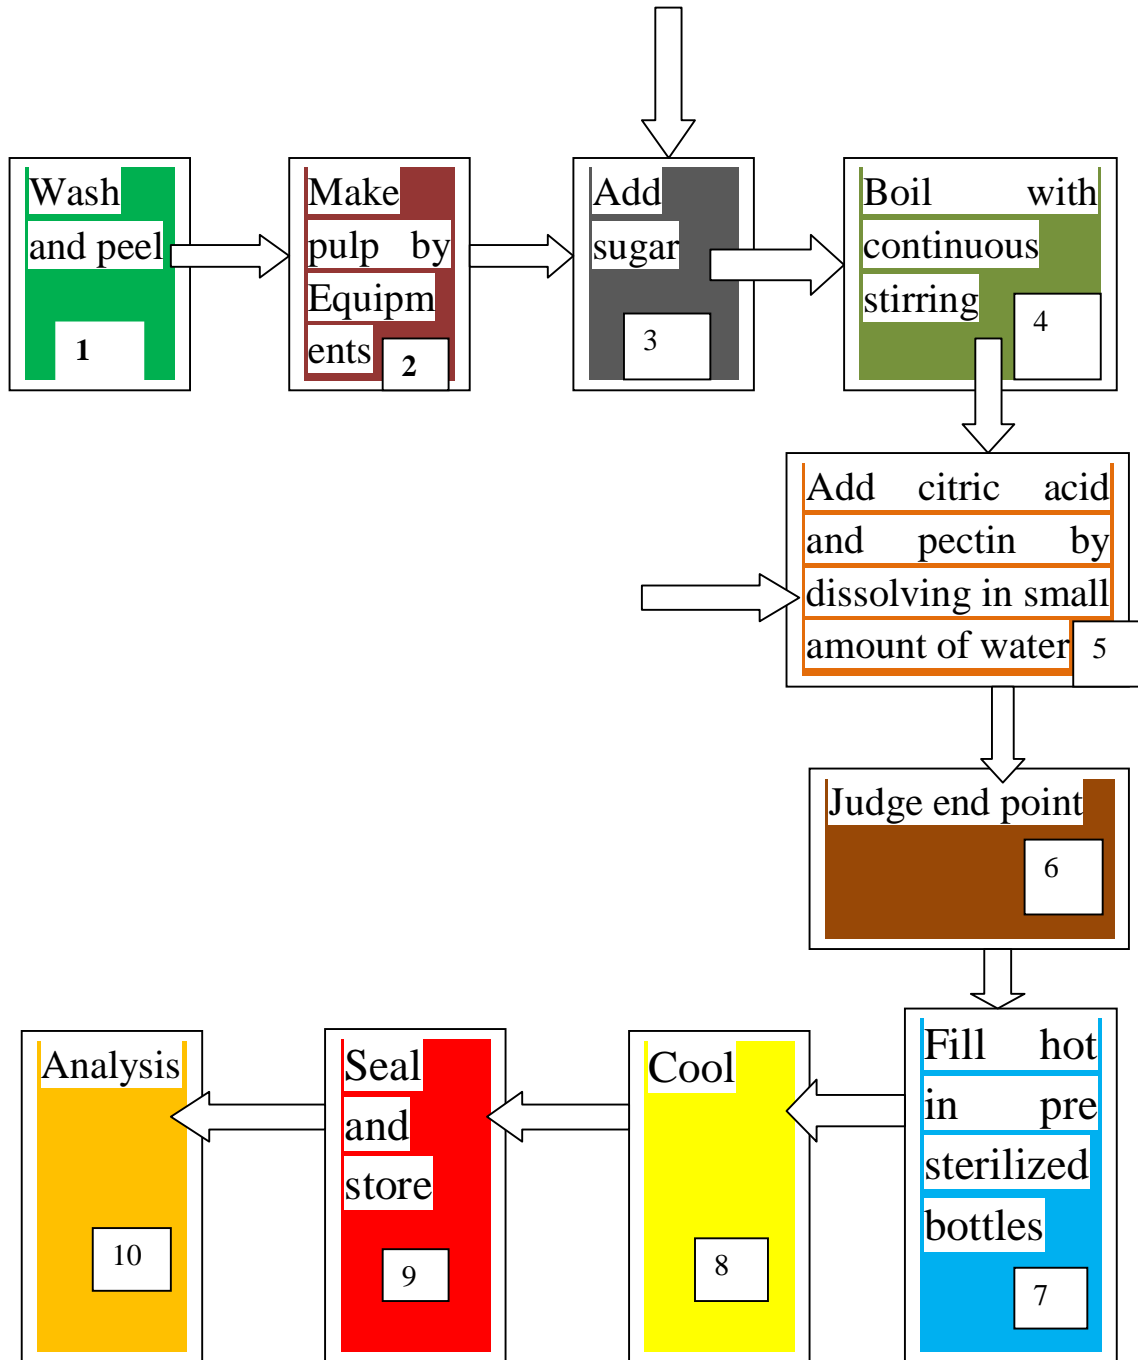 Wash
and peel
1
Make
pulp by
Equipm
ents
2
Add
sugar
3
Boil with
continuous
stirring
4
Add citric acid
and pectin by
dissolving in small
amount of water
5
Judge end point
6
Fill hot
in pre
sterilized
bottles
7
Cool
8
Seal
and
store
9
Analysis
10